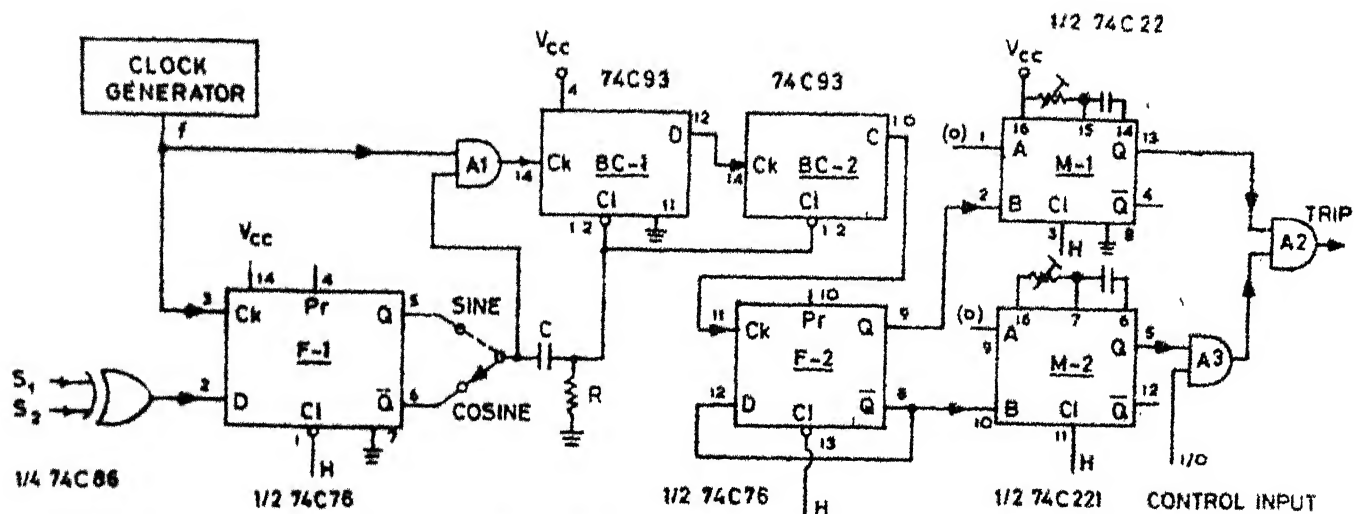 1/2 74C22
CLOCK
GENERATOR
f
VCC
4
74C93
74C93
VCC
A1
14
Ck
BC-1
D
12
Cl
11
12
14
Ck
BC-2
C
10
Cl
12
(0)
1
16
15
14
13
A
M-1
Q
2
B
Cl
Q̅
4
3
H
8
A2
TRIP
VCC
14
4
3
Ck
Pr
Q
5
F-1
S1
S2
2
D
Cl
Q̅
6
1
H
7
SINE
COSINE
C
R
10
11
Ck
Pr
Q
9
F-2
12
D
Cl
Q̅
8
13
H
(0)
9
16
7
6
A
M-2
Q
5
10
B
Cl
Q̅
12
11
H
A3
1/0
1/4 74C86
1/2 74C76
1/2 74C76
1/2 74C221
CONTROL INPUT